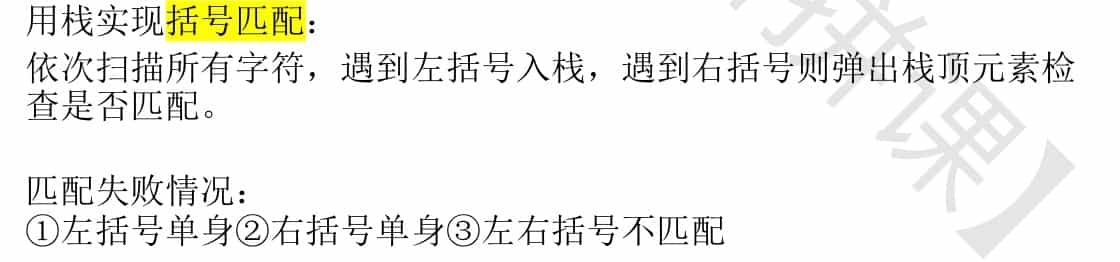 用栈实现括号匹配：
依次扫描所有字符，遇到左括号入栈，遇到右括号则弹出栈顶元素检
查是否匹配。
匹配失败情况：
①左括号单身②右括号单身③左右括号不匹配
拼课】